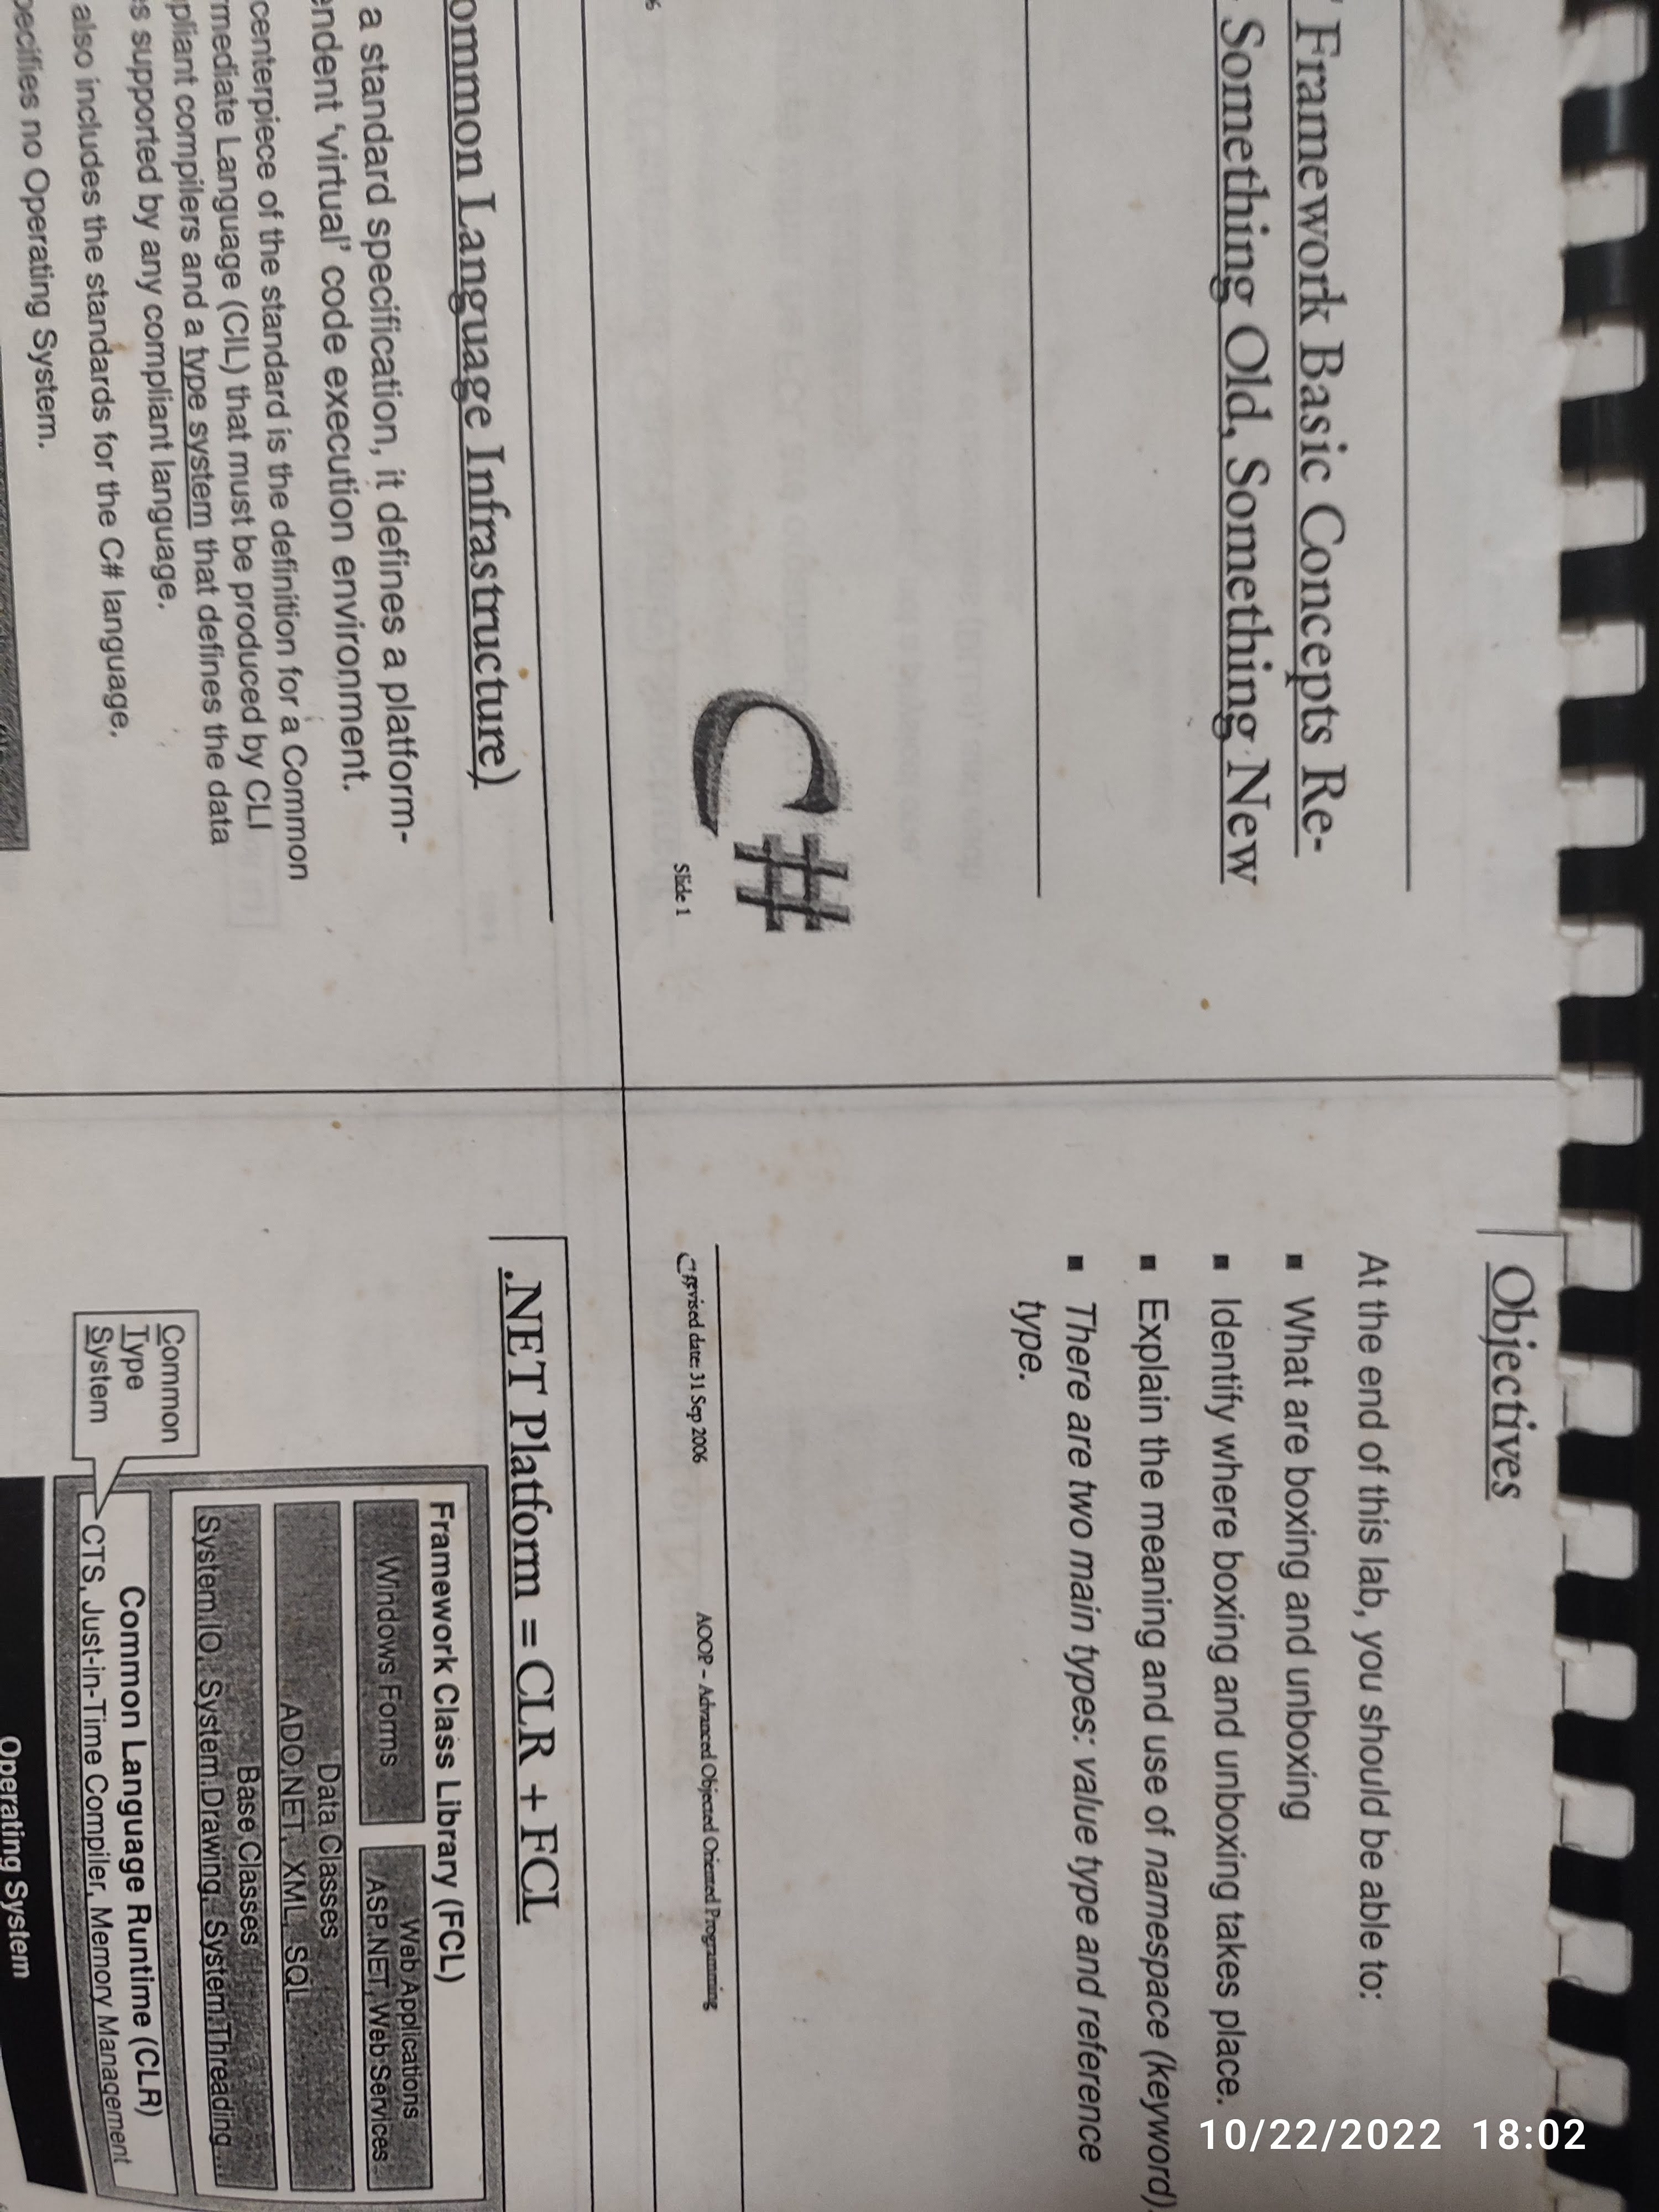 Framework Basic Concepts Re-
Something Old, Something New
C#
Slide 1
6
Objectives
At the end of this lab, you should be able to:
▪ What are boxing and unboxing
▪ Identify where boxing and unboxing takes place.
▪ Explain the meaning and use of namespace (keyword).
▪ There are two main types: value type and reference
type.
revised date: 31 Sep 2006 AOOP – Advanced Objected Oriented Programming
ommon Language Infrastructure)
a standard specification, it defines a platform-
endent ‘virtual’ code execution environment.
centerpiece of the standard is the definition for a Common
rmediate Language (CIL) that must be produced by CLI
pliant compilers and a type system that defines the data
es supported by any compliant language.
also includes the standards for the C# language.
pecifies no Operating System.
.NET Platform = CLR + FCL
Framework Class Library (FCL)
Windows Forms
Web Applications
ASP.NET, Web Services
Data Classes
ADO.NET, XML, SQL
Base Classes
System.IO, System.Drawing, System.Threading...
Common
Type
System
Common Language Runtime (CLR)
CTS, Just-in-Time Compiler, Memory Management
Operating System
10/22/2022 18:02